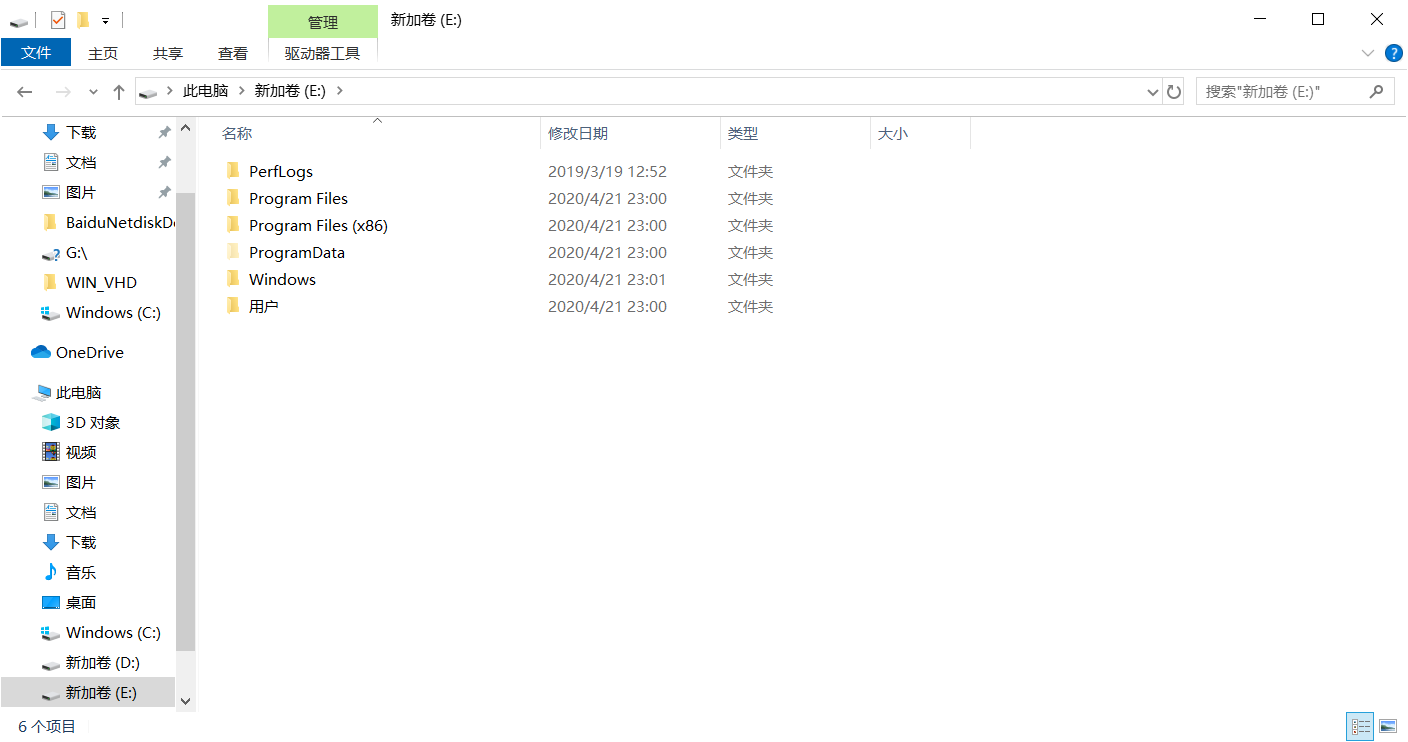 管理
新加卷 (E:)
文件 主页 共享 查看 驱动器工具
此电脑 新加卷 (E:)
搜索"新加卷 (E:)"
名称 修改日期 类型 大小
下载
文档
图片
BaiduNetdiskD
G:\
WIN_VHD
Windows (C:)
OneDrive
此电脑
3D 对象
视频
图片
文档
下载
音乐
桌面
Windows (C:)
新加卷 (D:)
新加卷 (E:)
PerfLogs 2019/3/19 12:52 文件夹
Program Files 2020/4/21 23:00 文件夹
Program Files (x86) 2020/4/21 23:00 文件夹
ProgramData 2020/4/21 23:00 文件夹
Windows 2020/4/21 23:01 文件夹
用户 2020/4/21 23:00 文件夹
6 个项目